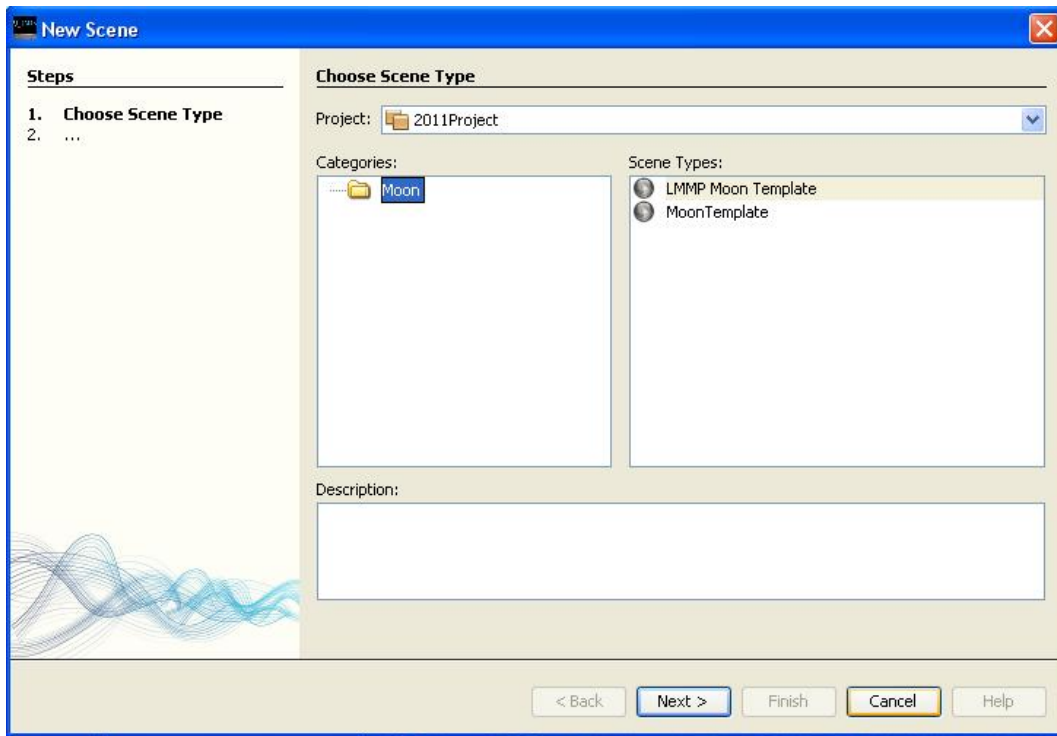 New Scene
Steps
1. Choose Scene Type
2. ...
Choose Scene Type
Project: 2011Project
Categories:
Moon
Scene Types:
LMMP Moon Template
MoonTemplate
Description:
< Back Next > Finish Cancel Help